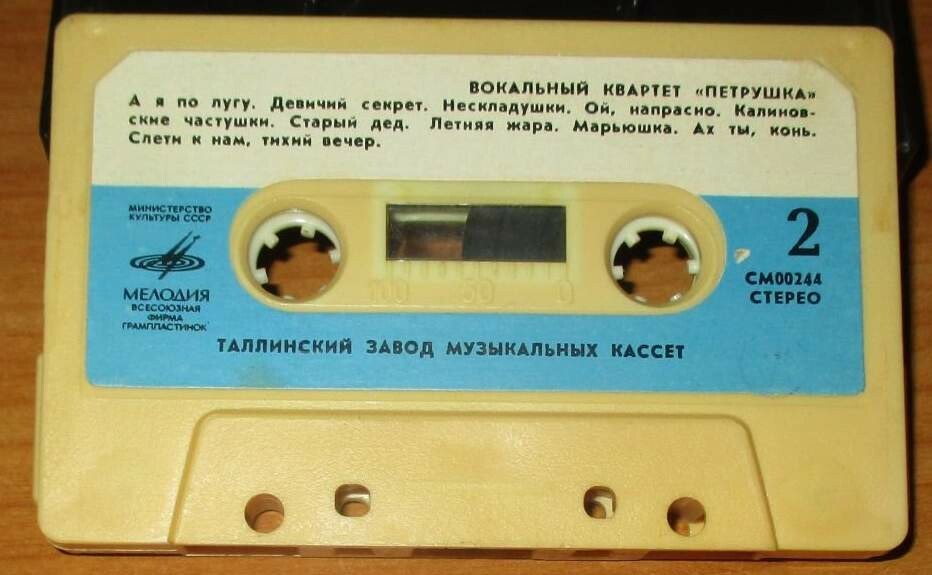 ВОКАЛЬНЫЙ КВАРТЕТ «ПЕТРУШКА»
А я по лугу. Девичий секрет. Нескладушки. Ой, напрасно. Калинов-
ские частушки. Старый дед. Летняя жара. Марьюшка. Ах ты, конь.
Слети к нам, тихий вечер.
МИНИСТЕРСТВО
КУЛЬТУРЫ СССР
МЕЛОДИЯ
ВСЕСОЮЗНАЯ
ФИРМА
ГРАМПЛАСТИНОК
2
СМ00244
СТЕРЕО
100 50 0
ТАЛЛИНСКИЙ ЗАВОД МУЗЫКАЛЬНЫХ КАССЕТ